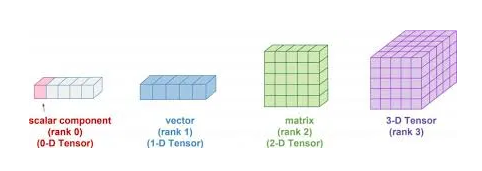 scalar component
(rank 0)
(0-D Tensor)
vector
(rank 1)
(1-D Tensor)
matrix
(rank 2)
(2-D Tensor)
3-D Tensor
(rank 3)